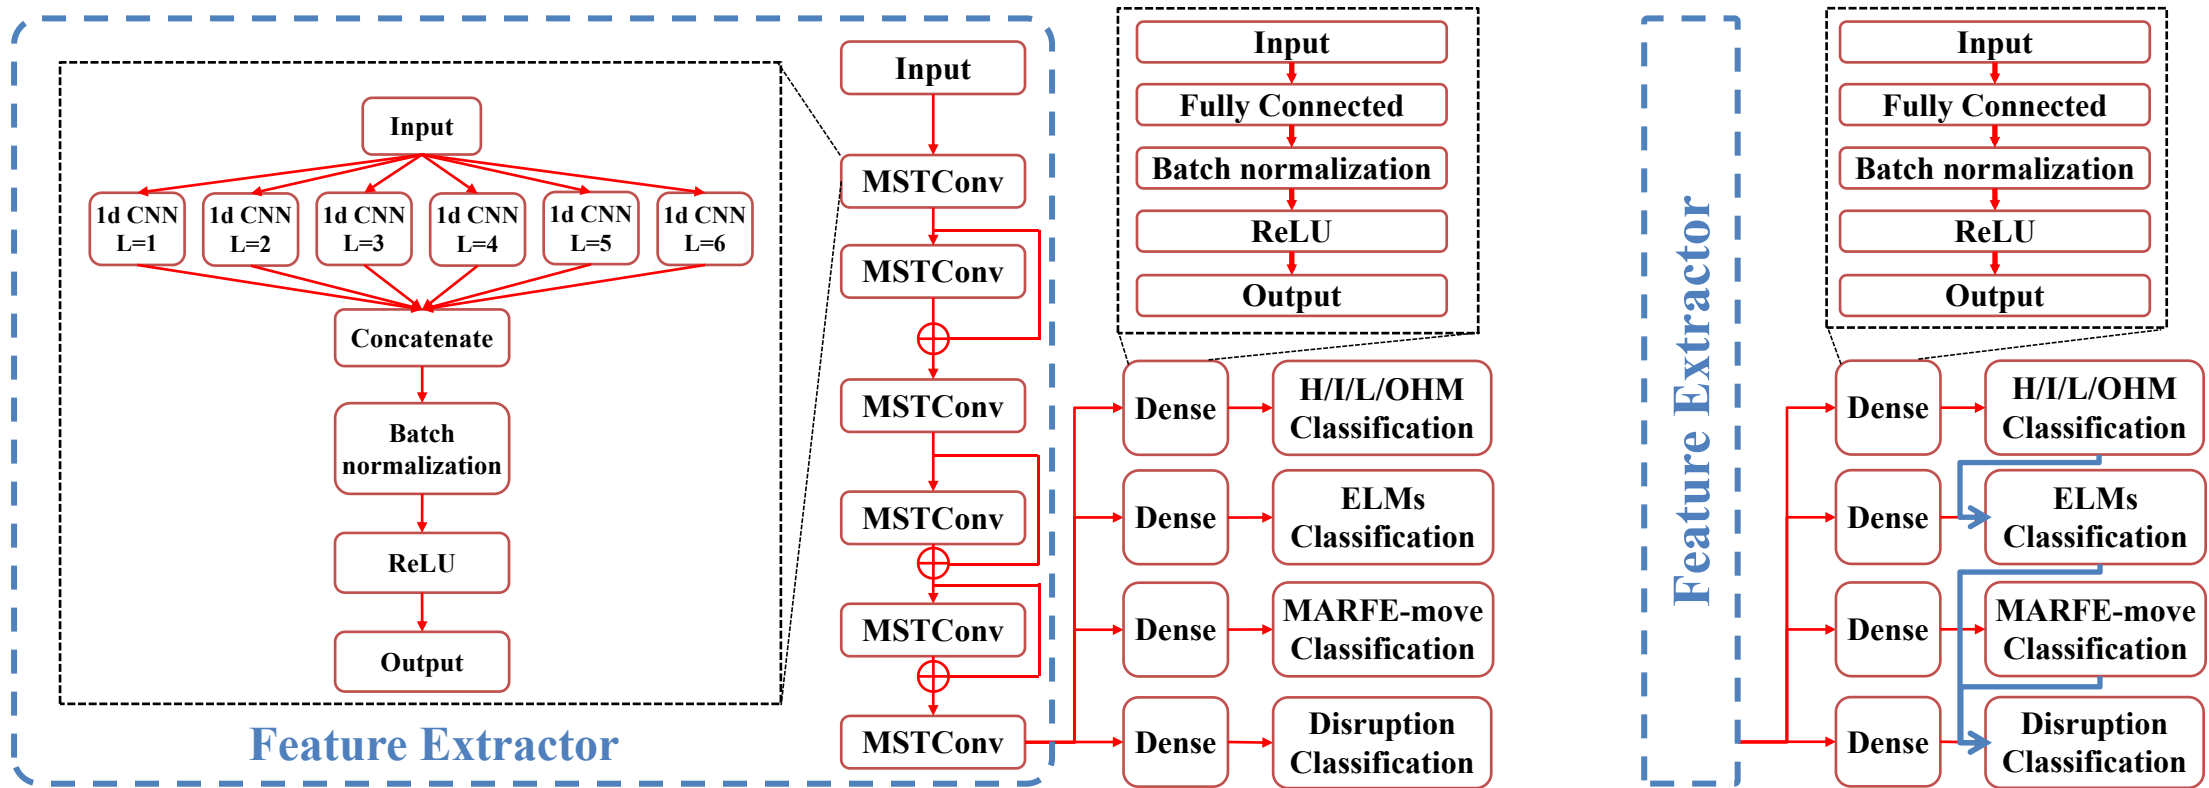 Input
1d CNN
L=1
1d CNN
L=2
1d CNN
L=3
1d CNN
L=4
1d CNN
L=5
1d CNN
L=6
Concatenate
Batch
normalization
ReLU
Output
Feature Extractor
Input
MSTConv
MSTConv
MSTConv
MSTConv
MSTConv
MSTConv
Input
Fully Connected
Batch normalization
ReLU
Output
Dense
H/I/L/OHM
Classification
Dense
ELMs
Classification
Dense
MARFE-move
Classification
Dense
Disruption
Classification
Feature Extractor
Input
Fully Connected
Batch normalization
ReLU
Output
Dense
H/I/L/OHM
Classification
Dense
ELMs
Classification
Dense
MARFE-move
Classification
Dense
Disruption
Classification